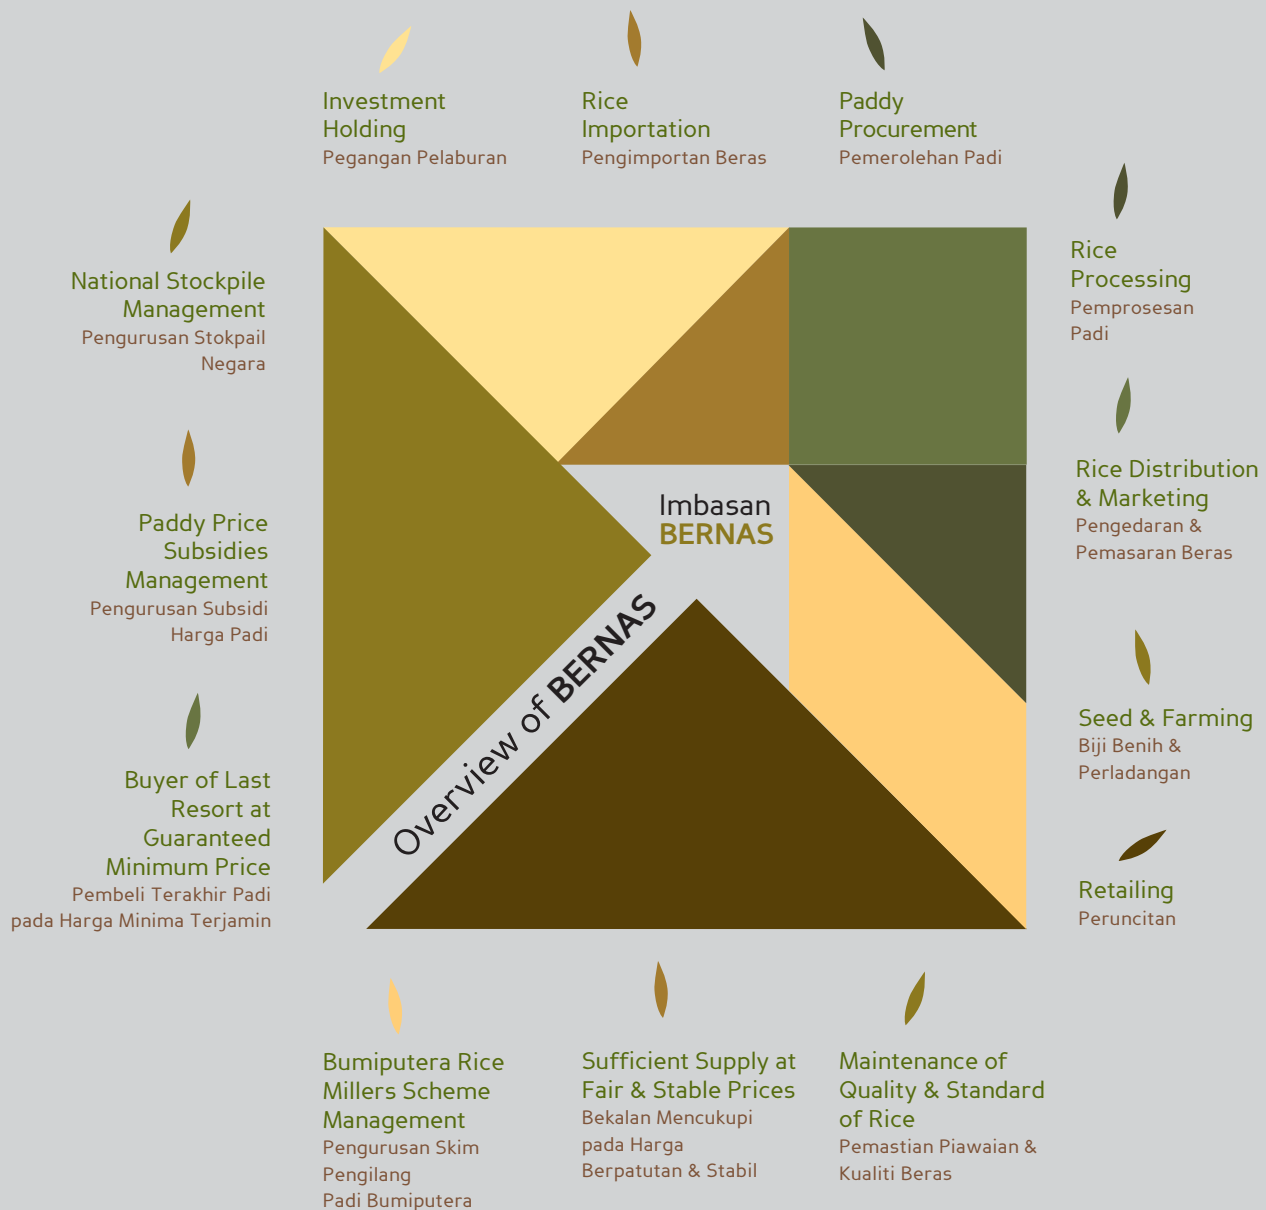 Investment
Holding
Pegangan Pelaburan
Rice
Importation
Pengimportan Beras
Paddy
Procurement
Pemerolehan Padi
Rice
Processing
Pemprosesan
Padi
Rice Distribution
& Marketing
Pengedaran &
Pemasaran Beras
Seed & Farming
Biji Benih &
Perladangan
Retailing
Peruncitan
National Stockpile
Management
Pengurusan Stokpail
Negara
Paddy Price
Subsidies
Management
Pengurusan Subsidi
Harga Padi
Buyer of Last
Resort at
Guaranteed
Minimum Price
Pembeli Terakhir Padi
pada Harga Minima Terjamin
Imbasan
BERNAS
Overview of BERNAS
Bumiputera Rice
Millers Scheme
Management
Pengurusan Skim
Pengilang
Padi Bumiputera
Sufficient Supply at
Fair & Stable Prices
Bekalan Mencukupi
pada Harga
Berpatutan & Stabil
Maintenance of
Quality & Standard
of Rice
Pemastian Piawaian &
Kualiti Beras